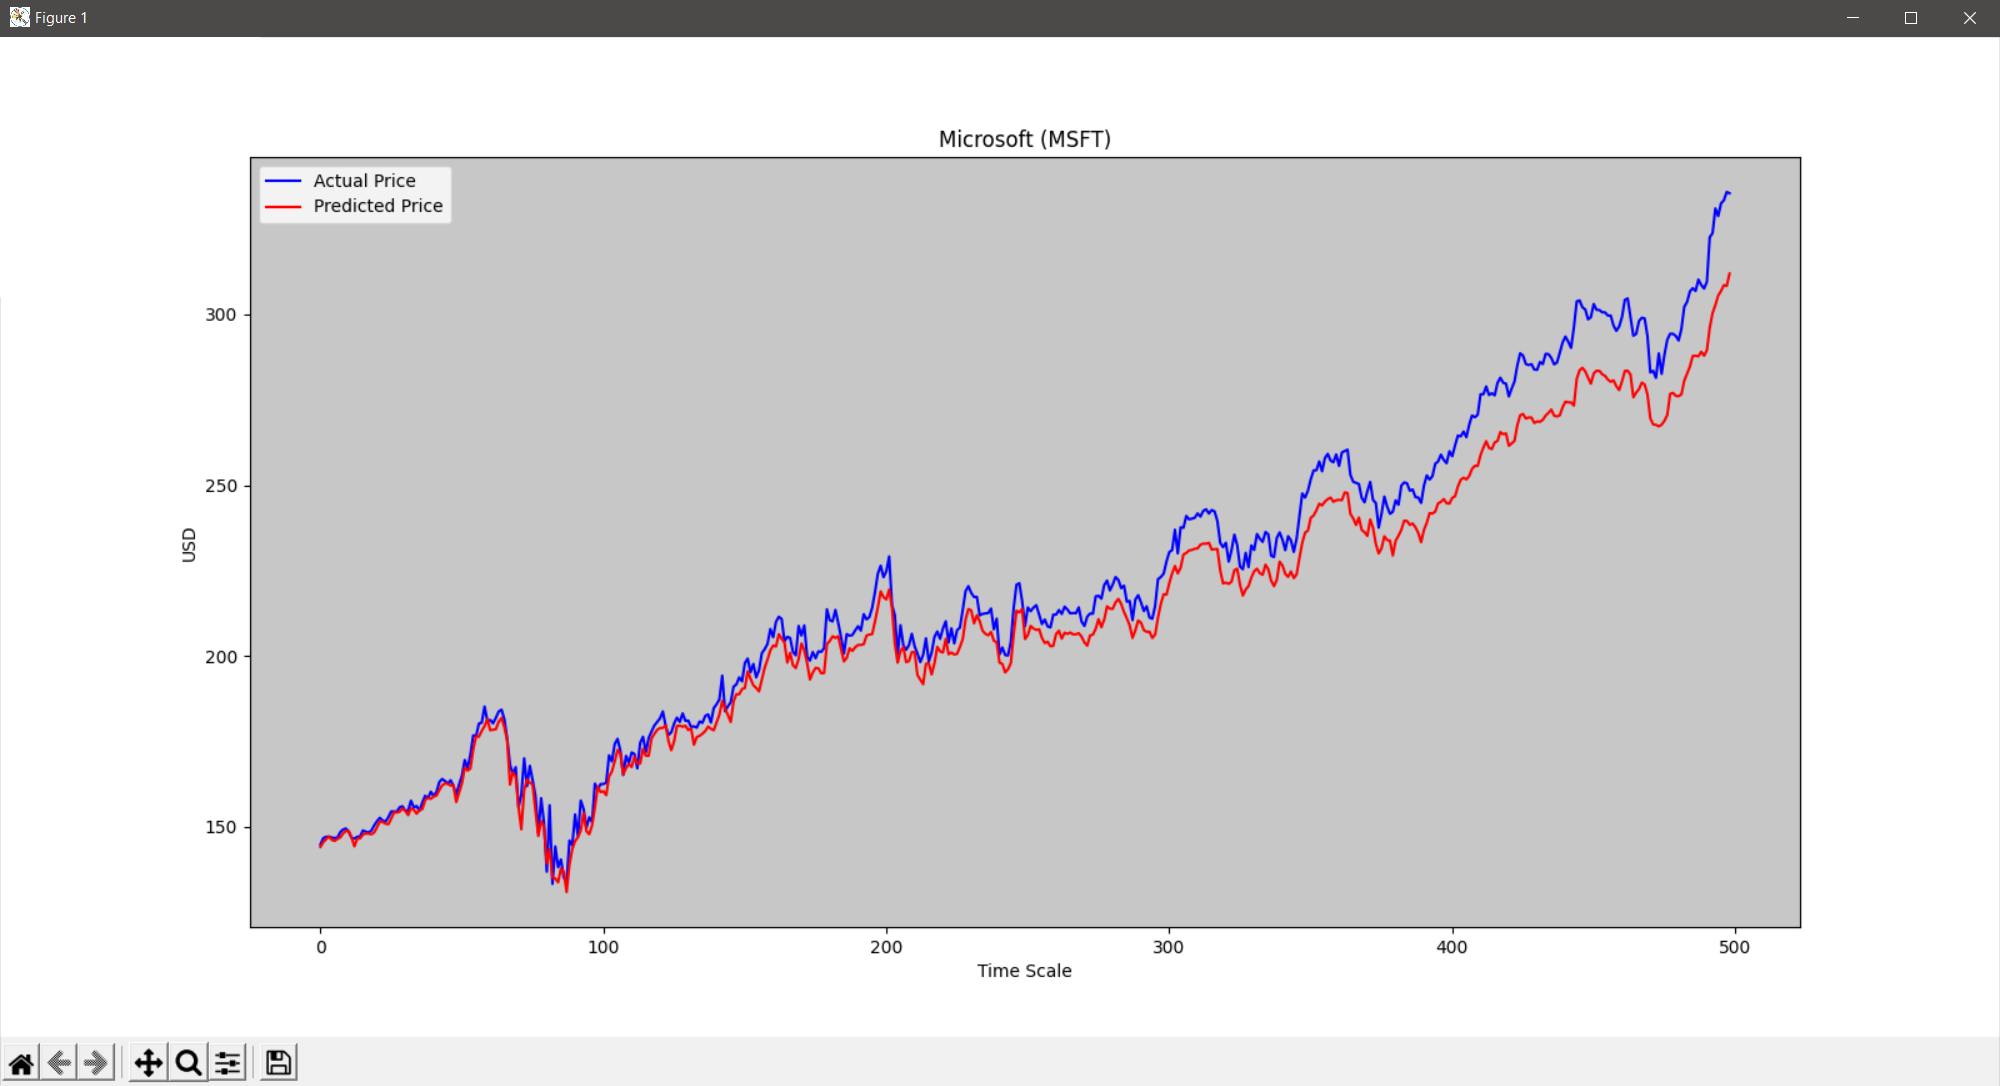 Figure 1
Microsoft (MSFT)
Actual Price
Predicted Price
300
250
200
150
USD
0 100 200 300 400 500
Time Scale